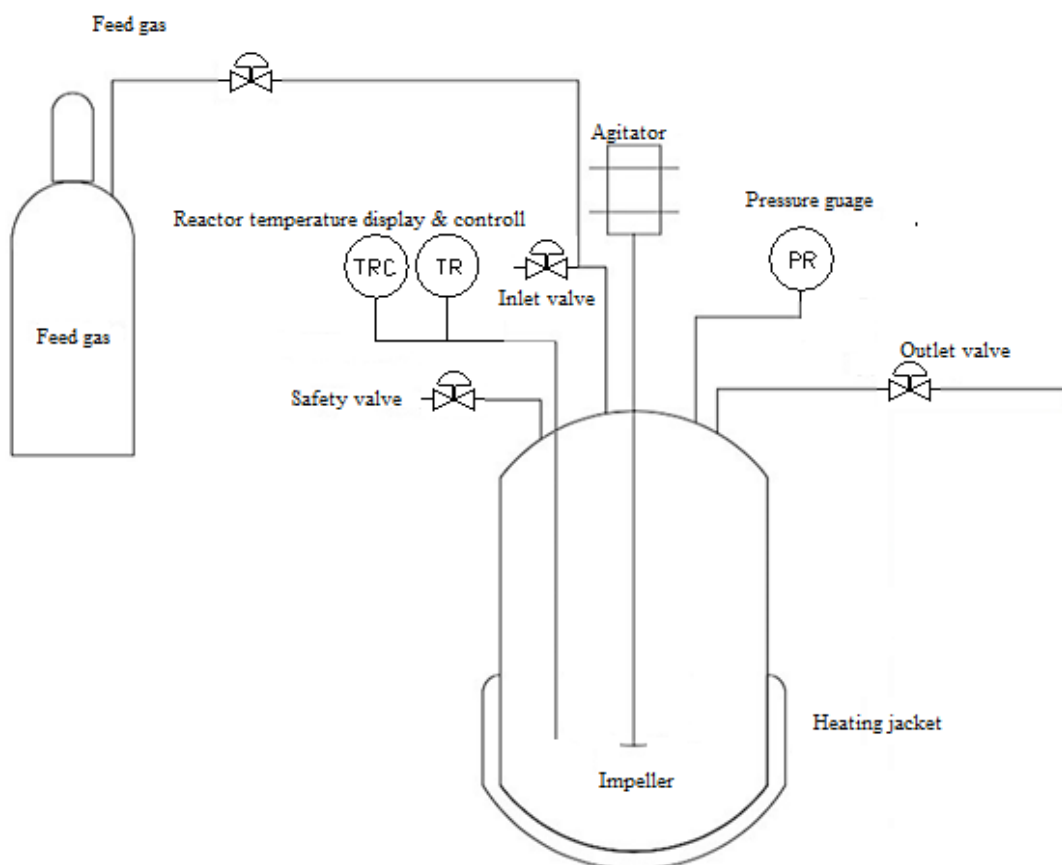 Feed gas
Agitator
Reactor temperature display & controll
Pressure guage
TRC
TR
PR
Inlet valve
Feed gas
Outlet valve
Safety valve
Heating jacket
Impeller